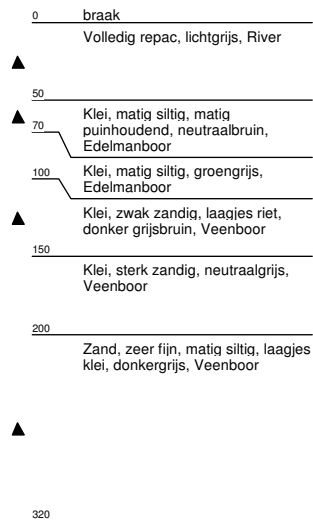 0 braak
Volledig repac, lichtgrijs, River
50
Klei, matig siltig, matig
puinhoudend, neutraalbruin,
Edelmanboor
70
Klei, matig siltig, groengrijs,
Edelmanboor
100
Klei, zwak zandig, laagjes riet,
donker grijsbruin, Veenboor
150
Klei, sterk zandig, neutraalgrijs,
Veenboor
200
Zand, zeer fijn, matig siltig, laagjes
klei, donkergrijs, Veenboor
320